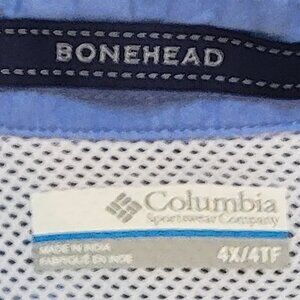 BONEHEAD
Columbia
Sportswear Company
MADE IN INDIA
FABRIQUÉ EN INDE
4X/4TF